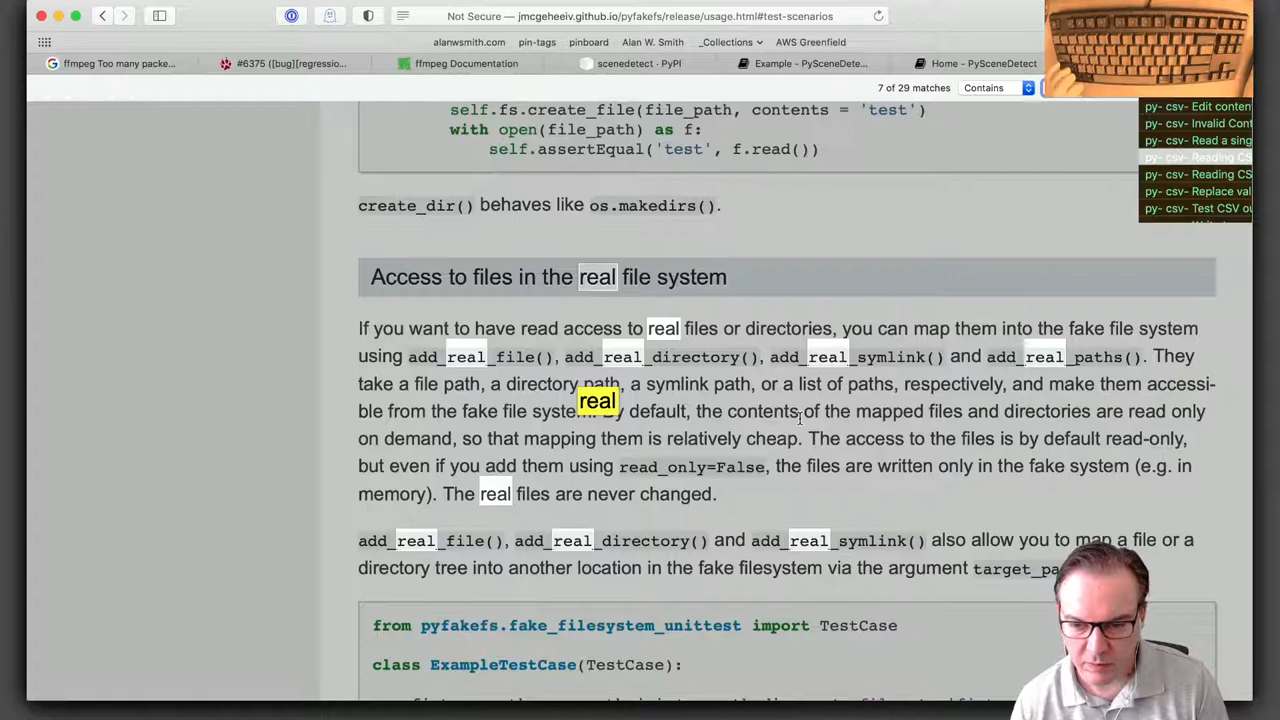 Not Secure — jmcgeheeiv.github.io/pyfakefs/release/usage.html#test-scenarios
alanwsmith.com pin-tags pinboard Alan W. Smith _Collections AWS Greenfield
ffmpeg Too many packe... #6375 ([bug][regressio... ffmpeg Documentation scenedetect · PyPI Example - PySceneDete... Home - PySceneDetect
7 of 29 matches Contains
py- csv- Edit conten
py- csv- Invalid Cont
py- csv- Read a sing
py- csv- Reading CS
py- csv- Reading CS
py- csv- Replace val
py- csv- Test CSV ou
self.fs.create_file(file_path, contents = 'test')
with open(file_path) as f:
self.assertEqual('test', f.read())
create_dir() behaves like os.makedirs().
Access to files in the real file system
If you want to have read access to real files or directories, you can map them into the fake file system
using add_real_file(), add_real_directory(), add_real_symlink() and add_real_paths(). They
take a file path, a directory path, a symlink path, or a list of paths, respectively, and make them accessi-
real
ble from the fake file system. By default, the contents of the mapped files and directories are read only
on demand, so that mapping them is relatively cheap. The access to the files is by default read-only,
but even if you add them using read_only=False, the files are written only in the fake system (e.g. in
memory). The real files are never changed.
add_real_file(), add_real_directory() and add_real_symlink() also allow you to map a file or a
directory tree into another location in the fake filesystem via the argument target_pa
from pyfakefs.fake_filesystem_unittest import TestCase
class ExampleTestCase(TestCase):